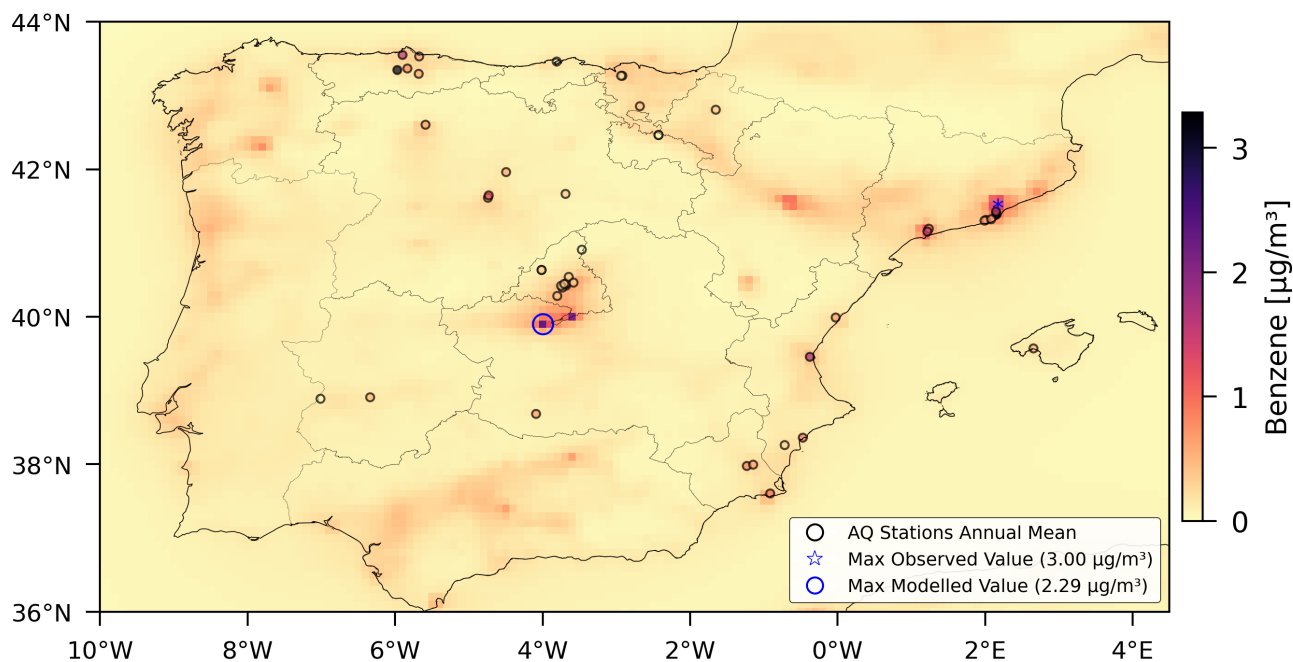 44°N
42°N
40°N
38°N
36°N
10°W 8°W 6°W 4°W 2°W 0°W 2°E 4°E
3
2
1
0
Benzene [µg/m³]
AQ Stations Annual Mean
Max Observed Value (3.00 µg/m³)
Max Modelled Value (2.29 µg/m³)